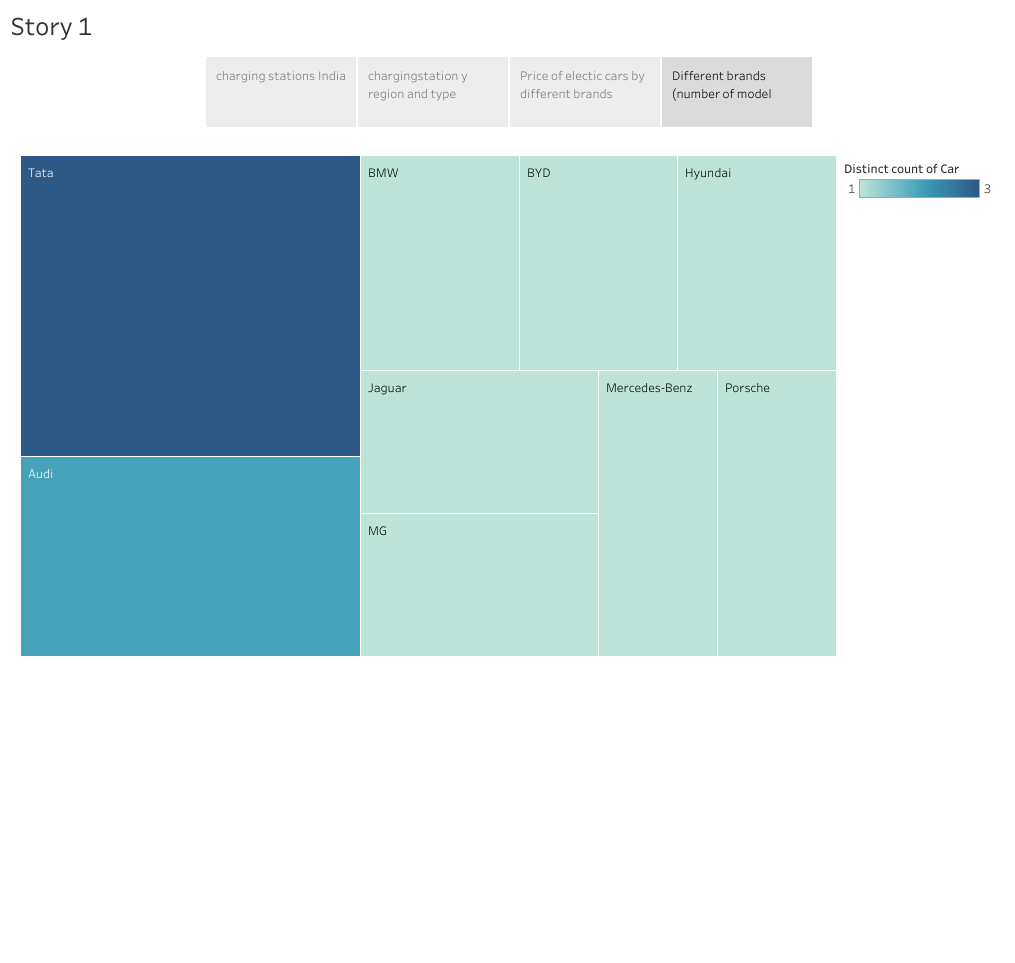 Story 1
charging stations India
chargingstation y
region and type
Price of electic cars by
different brands
Different brands
(number of model
Tata
BMW
BYD
Hyundai
Distinct count of Car
1
3
Jaguar
Mercedes-Benz
Porsche
Audi
MG